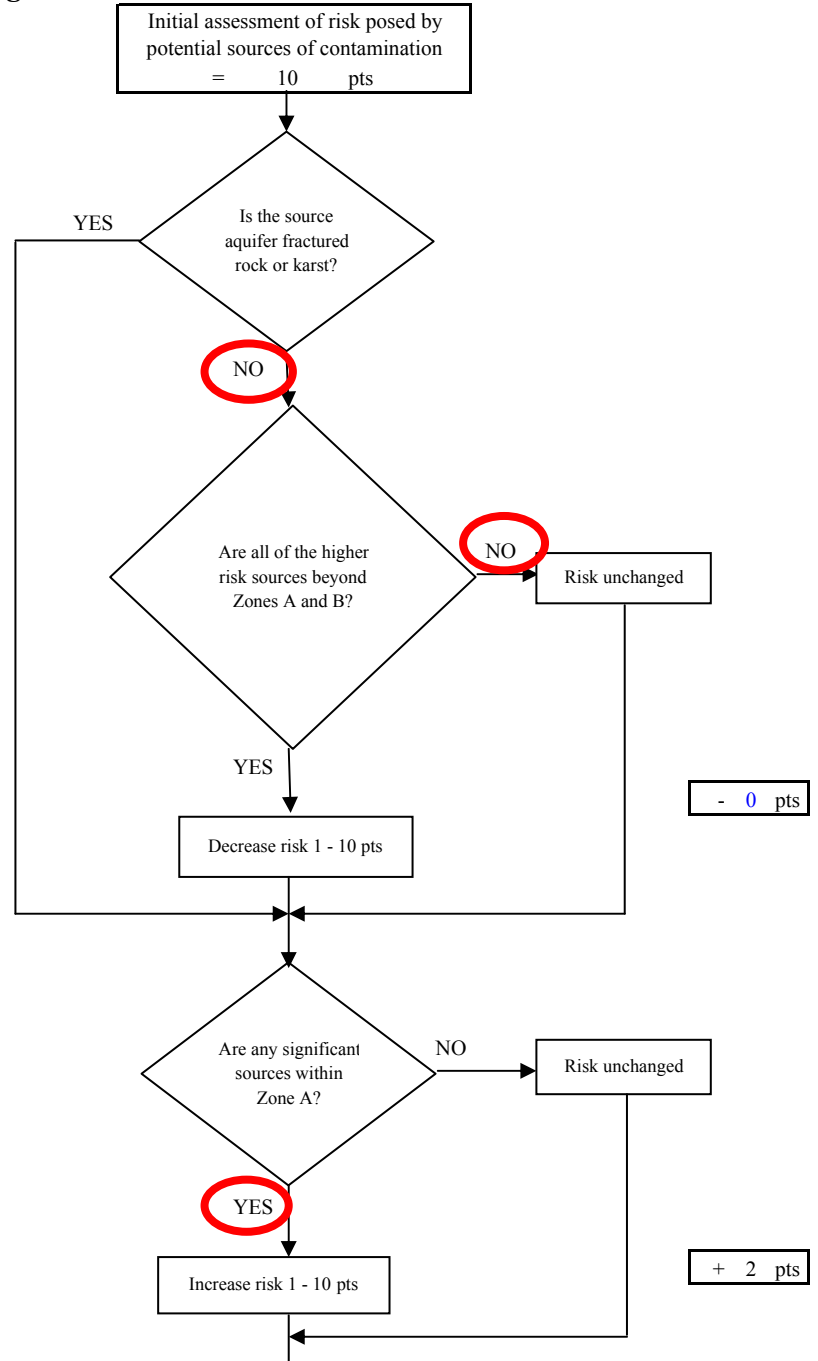 g
Initial assessment of risk posed by
potential sources of contamination
= 10 pts
Is the source
aquifer fractured
rock or karst?
YES
NO
Are all of the higher
risk sources beyond
Zones A and B?
NO
Risk unchanged
YES
- 0 pts
Decrease risk 1 - 10 pts
Are any significant
sources within
Zone A?
NO
Risk unchanged
YES
+ 2 pts
Increase risk 1 - 10 pts